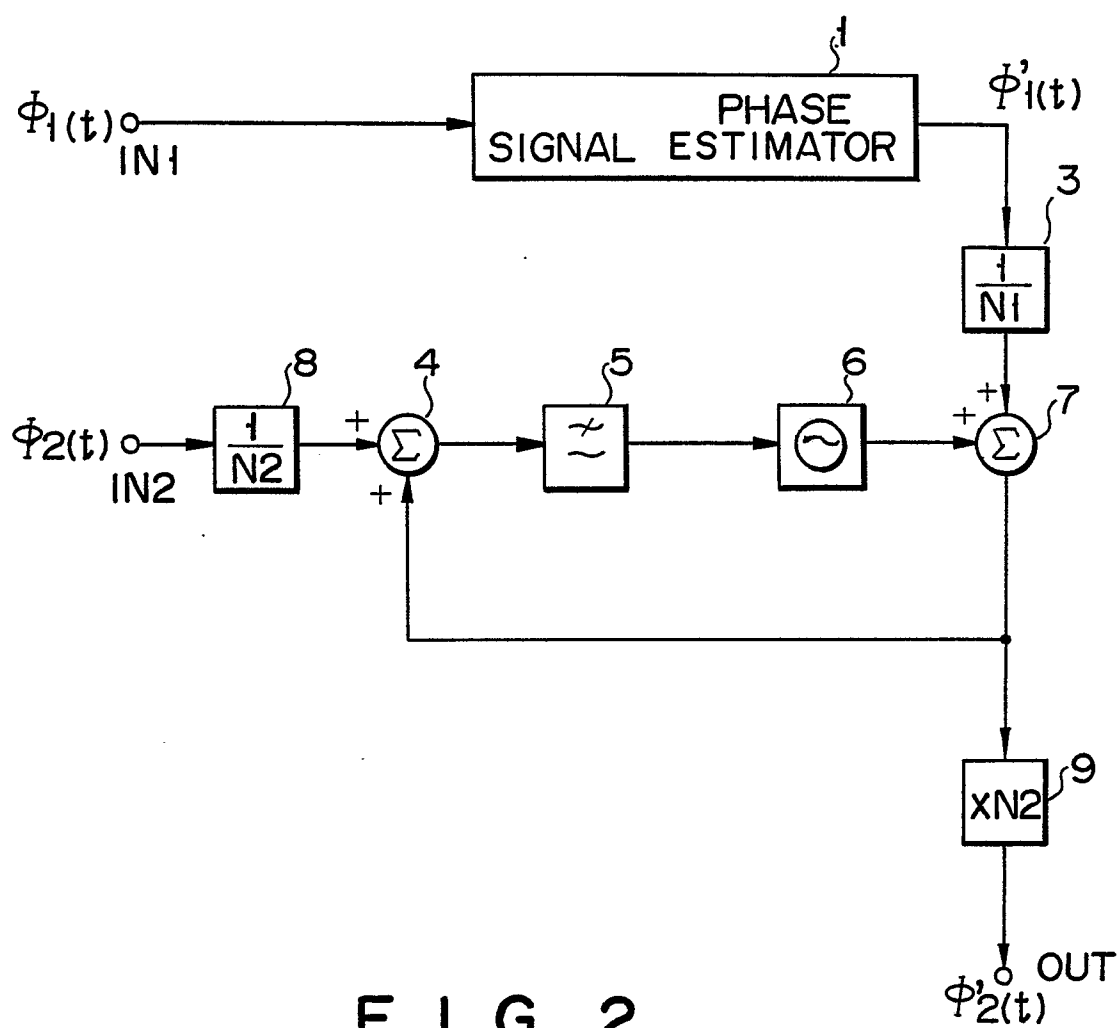 1
Φ1(t)
IN1
PHASE
SIGNAL ESTIMATOR
Φ'1(t)
3
1
N1
8
4
5
6
7
Φ2(t)
IN2
1
N2
+
Σ
+
+
+
Σ
9
xN2
OUT
Φ'2(t)
FIG. 2